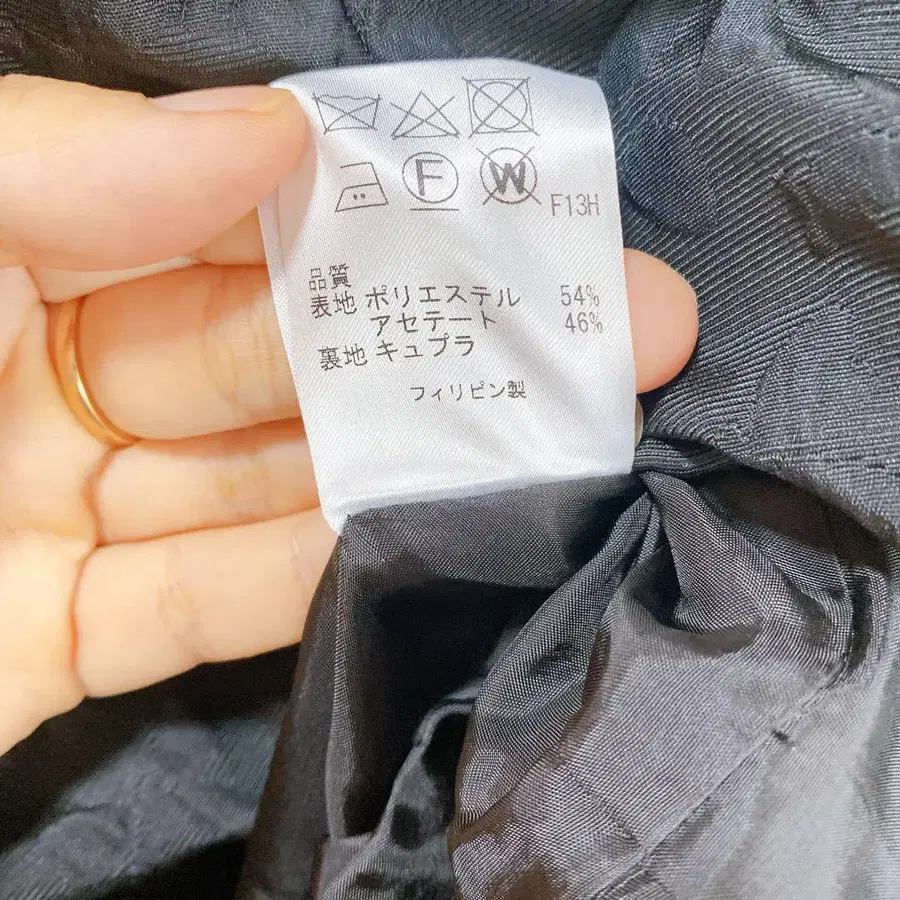 F W F13H
品質
表地 ポリエステル 54%
アセテート 46%
裏地 キュプラ
フィリピン製